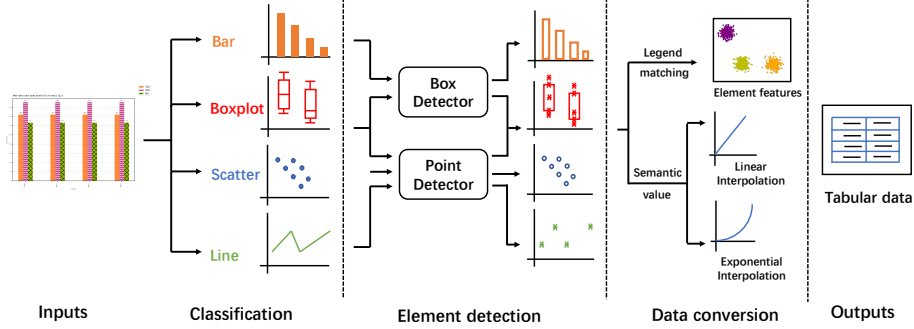 Bar
Boxplot
Scatter
Line
Box
Detector
Point
Detector
Legend
matching
Element features
Semantic
value
Linear
Interpolation
Exponential
Interpolation
Tabular data
Inputs
Classification
Element detection
Data conversion
Outputs